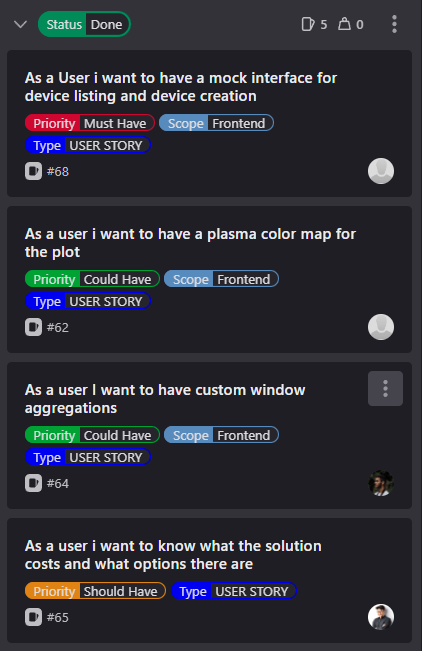 Status Done 5 0
As a User i want to have a mock interface for
device listing and device creation
Priority Must Have Scope Frontend
Type USER STORY
#68
As a user i want to have a plasma color map for
the plot
Priority Could Have Scope Frontend
Type USER STORY
#62
As a user I want to have custom window
aggregations
Priority Could Have Scope Frontend
Type USER STORY
#64
As a user i want to know what the solution
costs and what options there are
Priority Should Have Type USER STORY
#65